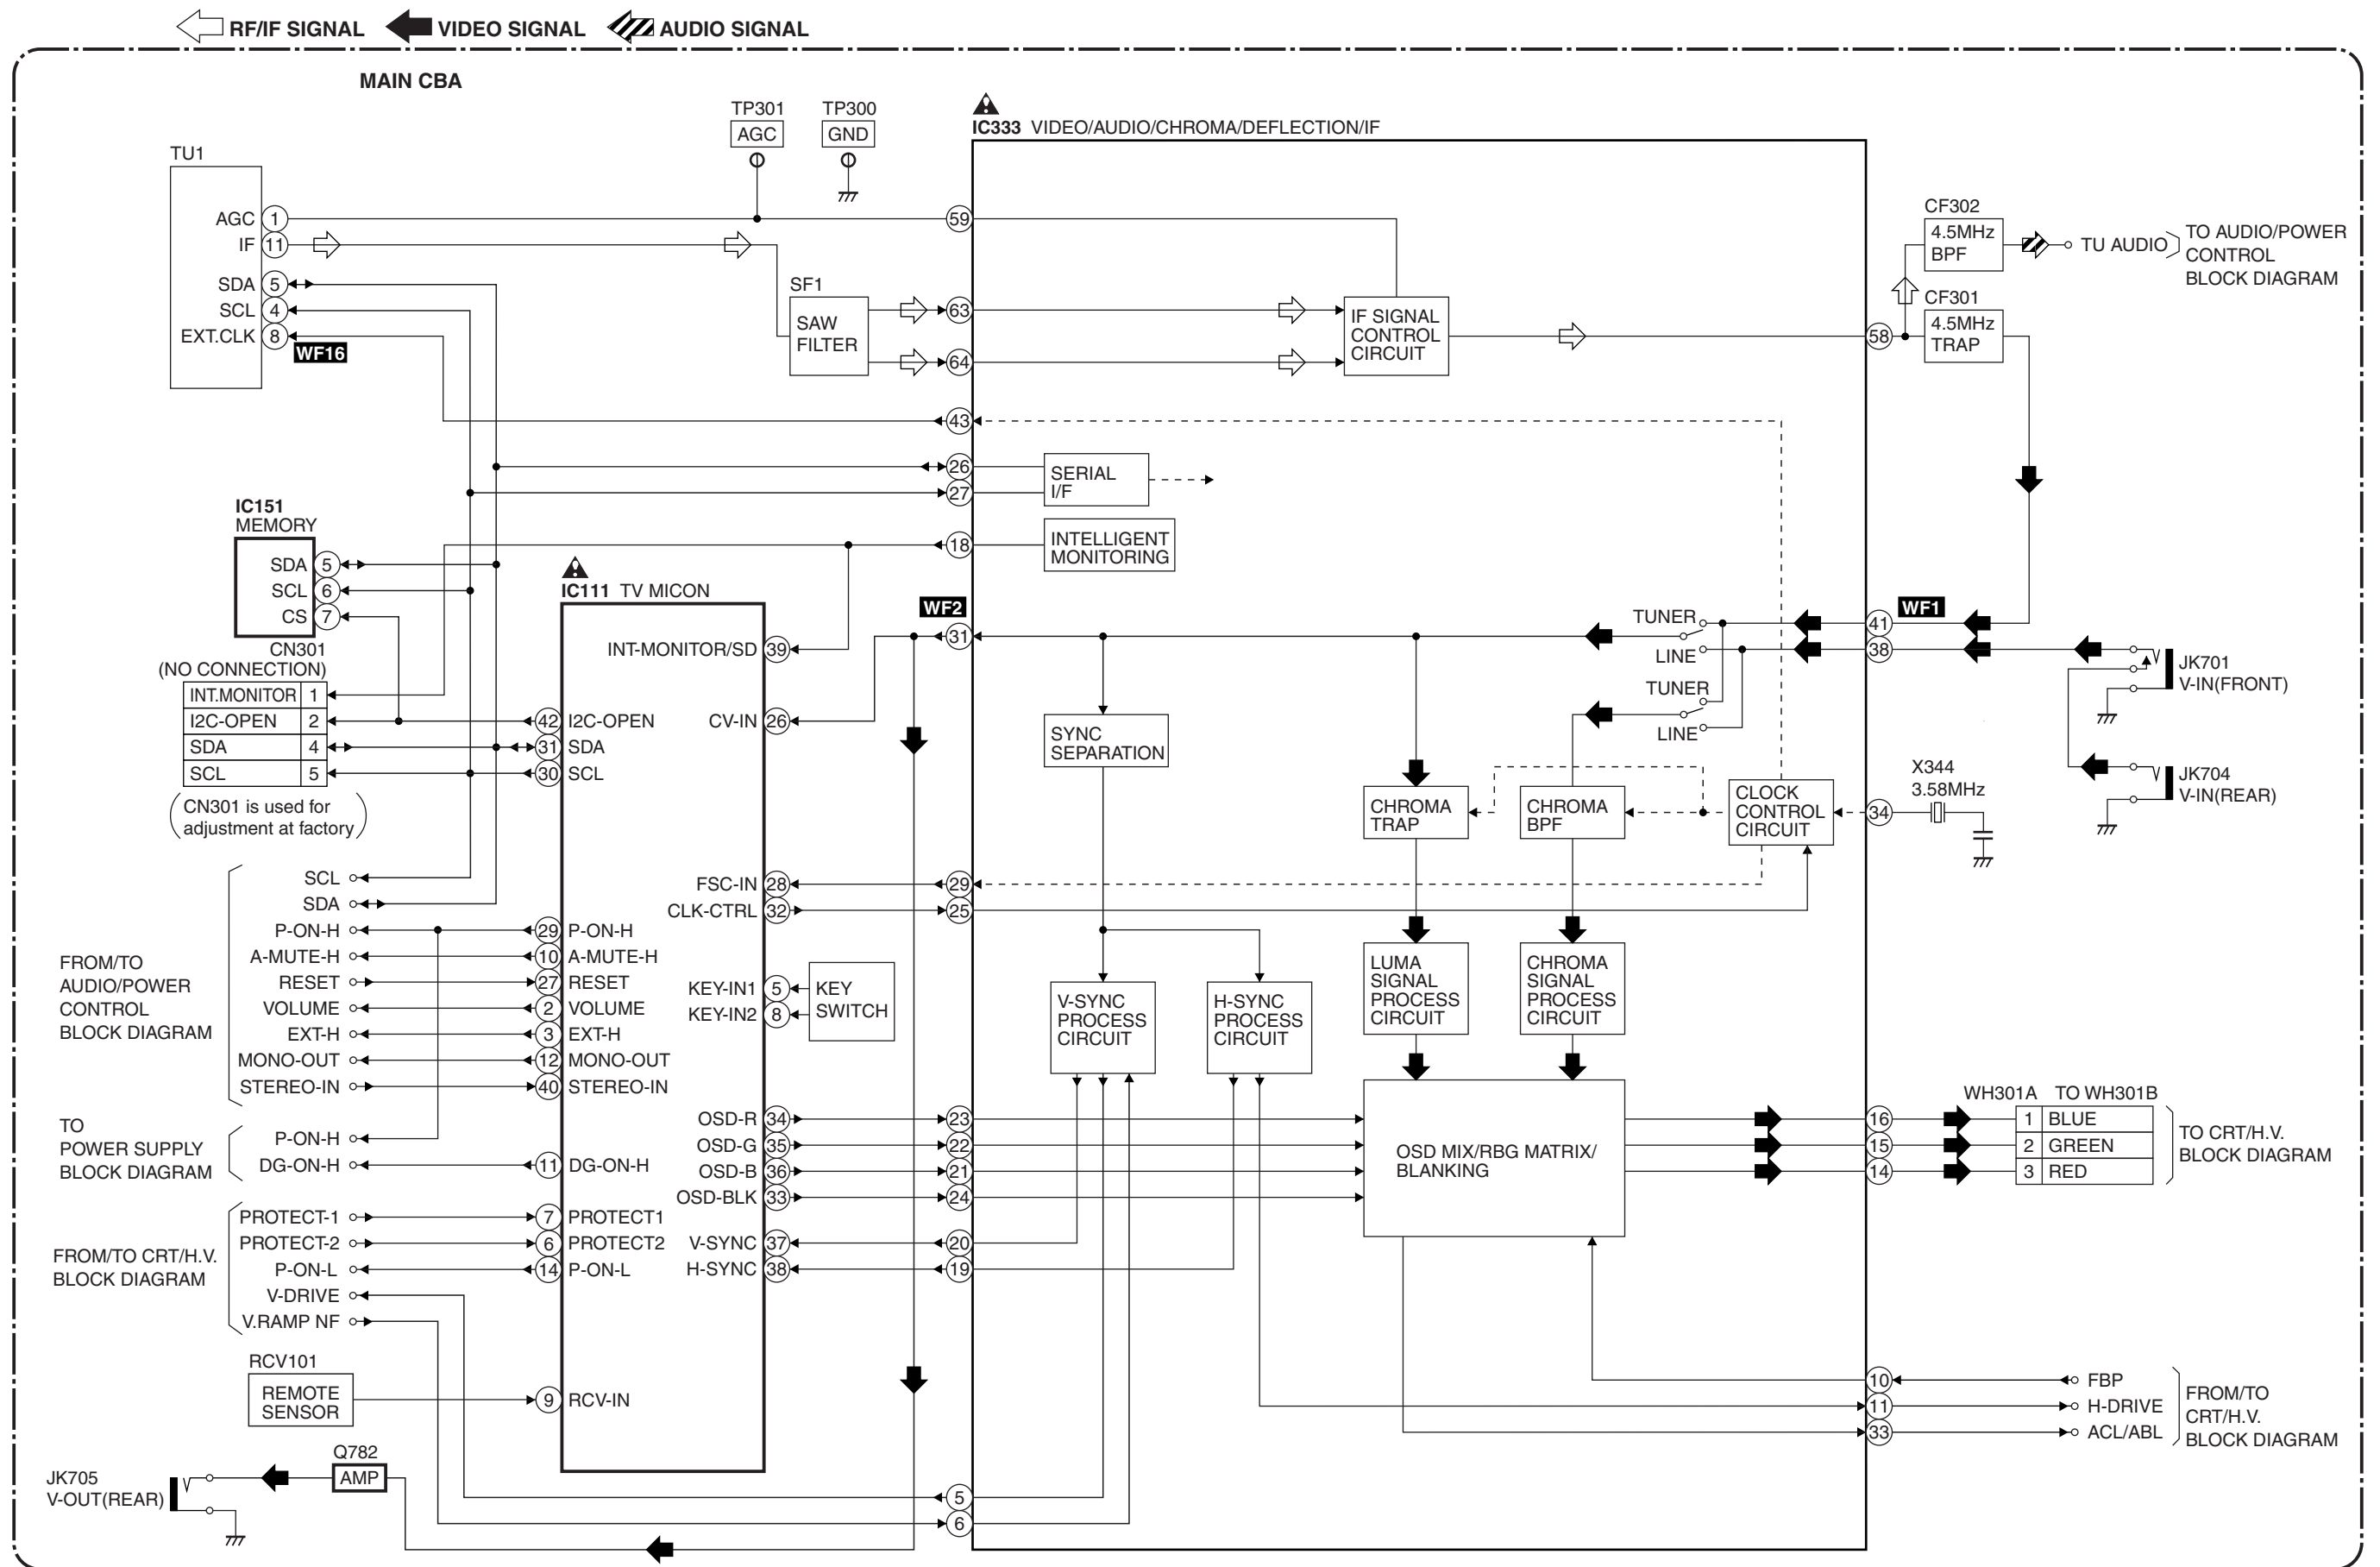 RF/IF SIGNAL VIDEO SIGNAL AUDIO SIGNAL
MAIN CBA
TP301
AGC
TP300
GND
IC333 VIDEO/AUDIO/CHROMA/DEFLECTION/IF
TU1
AGC 1
IF 11
SDA 5
SCL 4
EXT.CLK 8
WF16
SF1
SAW
FILTER
59
63
64
43
26
27
18
IF SIGNAL
CONTROL
CIRCUIT
58
CF302
4.5MHz
BPF
CF301
4.5MHz
TRAP
TU AUDIO
TO AUDIO/POWER
CONTROL
BLOCK DIAGRAM
SERIAL
I/F
INTELLIGENT
MONITORING
IC151
MEMORY
SDA 5
SCL 6
CS 7
CN301
(NO CONNECTION)
INT.MONITOR 1
I2C-OPEN 2
SDA 4
SCL 5
CN301 is used for
adjustment at factory
IC111 TV MICON
INT-MONITOR/SD 39
42 I2C-OPEN
CV-IN 26
31 SDA
30 SCL
FSC-IN 28
CLK-CTRL 32
29 P-ON-H
10 A-MUTE-H
27 RESET
2 VOLUME
3 EXT-H
12 MONO-OUT
40 STEREO-IN
KEY-IN1 5
KEY-IN2 8
KEY
SWITCH
OSD-R 34
OSD-G 35
OSD-B 36
OSD-BLK 33
11 DG-ON-H
7 PROTECT1
6 PROTECT2
14 P-ON-L
V-SYNC 37
H-SYNC 38
9 RCV-IN
FROM/TO
AUDIO/POWER
CONTROL
BLOCK DIAGRAM
SCL
SDA
P-ON-H
A-MUTE-H
RESET
VOLUME
EXT-H
MONO-OUT
STEREO-IN
TO
POWER SUPPLY
BLOCK DIAGRAM
P-ON-H
DG-ON-H
FROM/TO CRT/H.V.
BLOCK DIAGRAM
PROTECT-1
PROTECT-2
P-ON-L
V-DRIVE
V.RAMP NF
RCV101
REMOTE
SENSOR
Q782
AMP
JK705
V-OUT(REAR)
WF2
31
29
25
23
22
21
24
20
19
5
6
SYNC
SEPARATION
TUNER
LINE
TUNER
LINE
WF1
41
38
34
JK701
V-IN(FRONT)
JK704
V-IN(REAR)
X344
3.58MHz
CHROMA
TRAP
CHROMA
BPF
CLOCK
CONTROL
CIRCUIT
V-SYNC
PROCESS
CIRCUIT
H-SYNC
PROCESS
CIRCUIT
LUMA
SIGNAL
PROCESS
CIRCUIT
CHROMA
SIGNAL
PROCESS
CIRCUIT
OSD MIX/RBG MATRIX/
BLANKING
16
15
14
WH301A TO WH301B
1 BLUE
2 GREEN
3 RED
TO CRT/H.V.
BLOCK DIAGRAM
10
11
33
FBP
H-DRIVE
ACL/ABL
FROM/TO
CRT/H.V.
BLOCK DIAGRAM